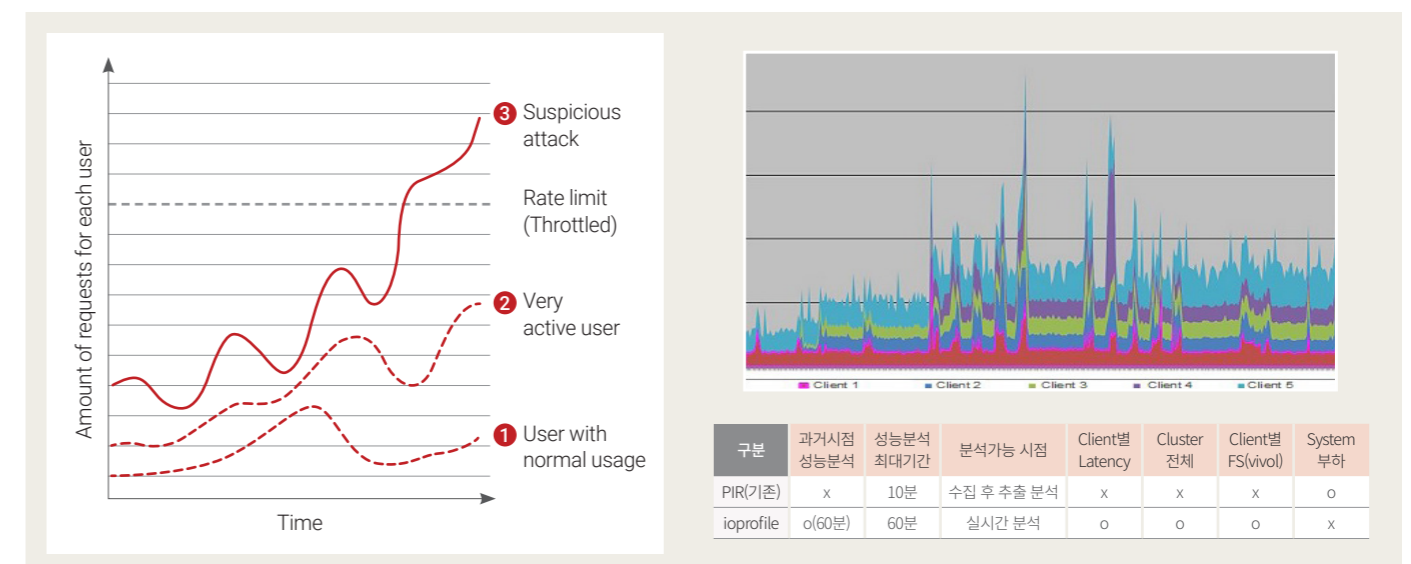 Amount of requests for each user
3 Suspicious
attack
Rate limit
(Throttled)
2 Very
active user
1 User with
normal usage
Time
Client 1 Client 2 Client 3 Client 4 Client 5
구분 과거시점 성능분석 분석가능 시점 Client별 Cluster Client별 System
성능분석 최대기간 Latency 전체 FS(vivol) 부하
PIR(기존) x 10분 수집 후 추출 분석 x x x o
ioprofile o(60분) 60분 실시간 분석 o o o x